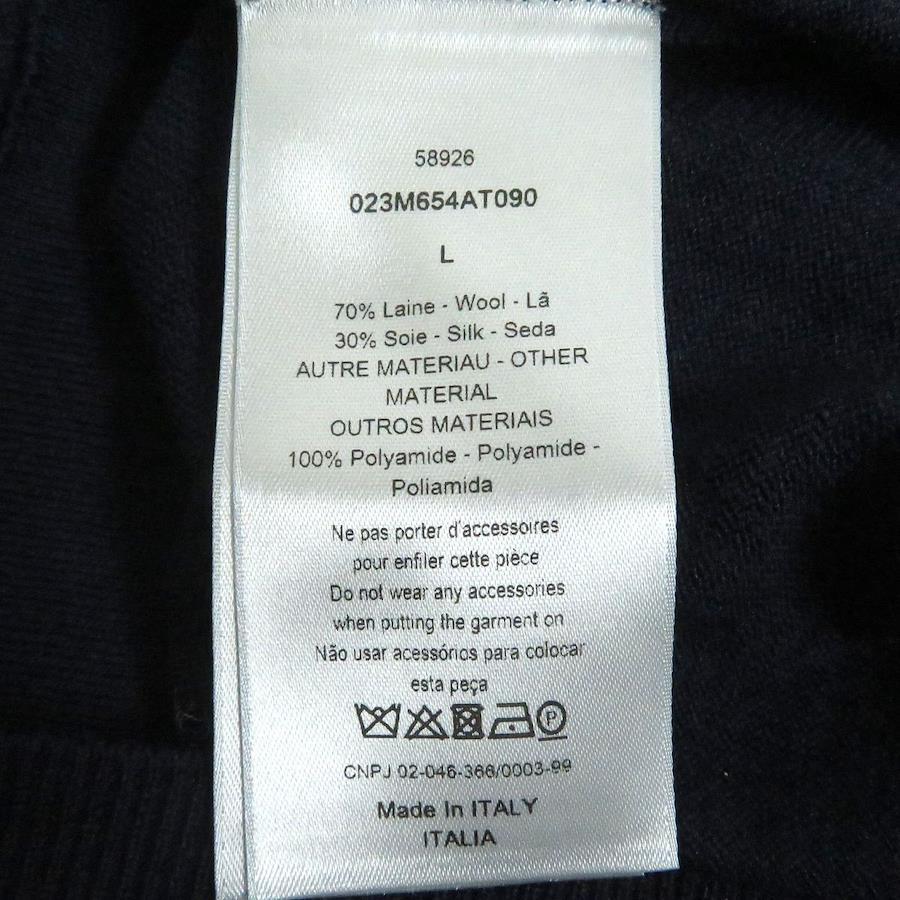 58926
023M654AT090
L
70% Laine - Wool - Lã
30% Soie - Silk - Seda
AUTRE MATERIAU - OTHER
MATERIAL
OUTROS MATERIAIS
100% Polyamide - Polyamide -
Poliamida
Ne pas porter d'accessoires
pour enfiler cette pièce
Do not wear any accessories
when putting the garment on
Não usar acessórios para colocar
esta peça
P
CNPJ 02-046-366/0003-99
Made In ITALY
ITALIA